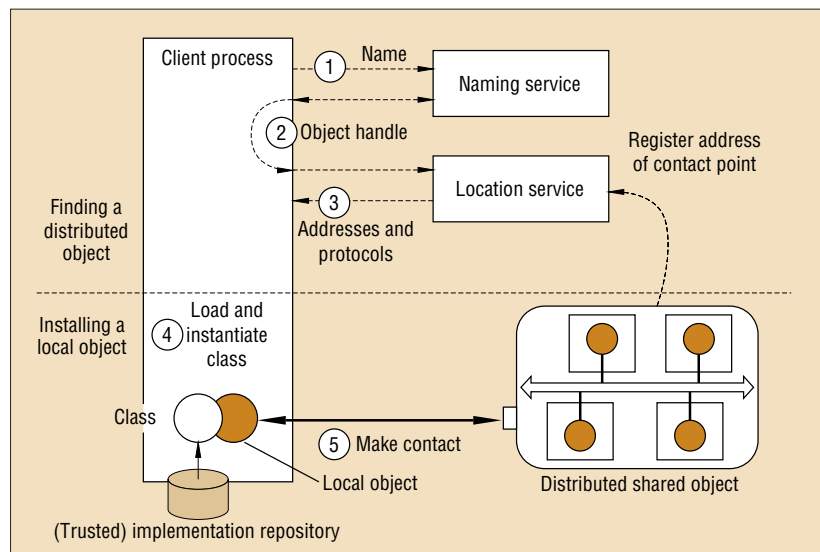 Client process
1
Name
Naming service
2
Object handle
Register address
of contact point
Location service
3
Addresses and
protocols
Finding a
distributed
object
Installing a
local object
4
Load and
instantiate
class
Class
5
Make contact
Local object
Distributed shared object
(Trusted) implementation repository